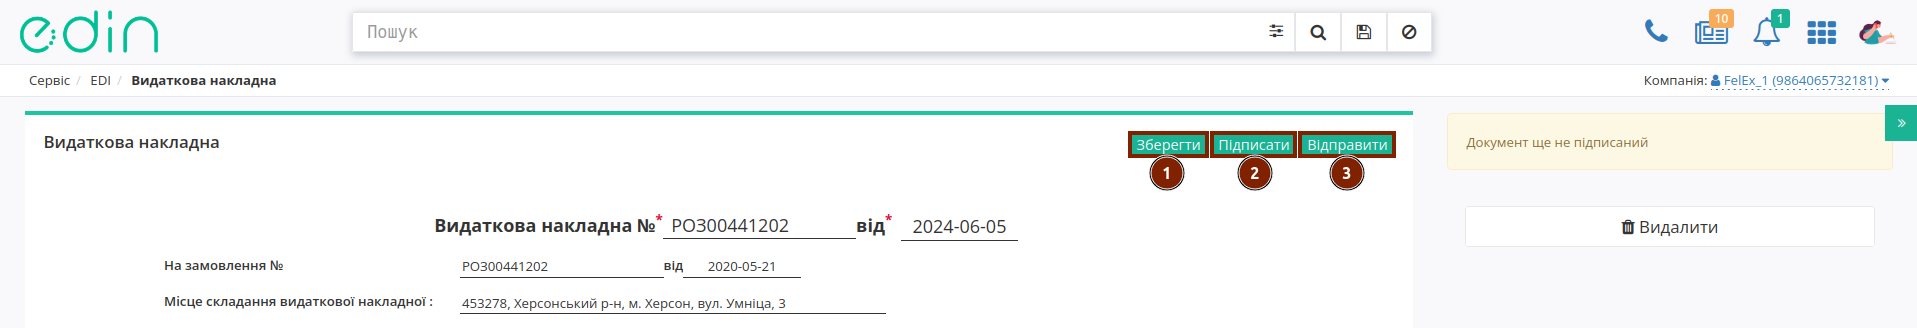 edin
Пошук
10
1
Сервіс / EDI / Видаткова накладна
Компанія: FelEx_1 (9864065732181)
Видаткова накладна
Зберегти Підписати Відправити
1 2 3
»
Документ ще не підписаний
Видалити
Видаткова накладна №* РО300441202 від* 2024-06-05
На замовлення № РО300441202 від 2020-05-21
Місце складання видаткової накладної : 453278, Херсонський р-н, м. Херсон, вул. Умніца, 3